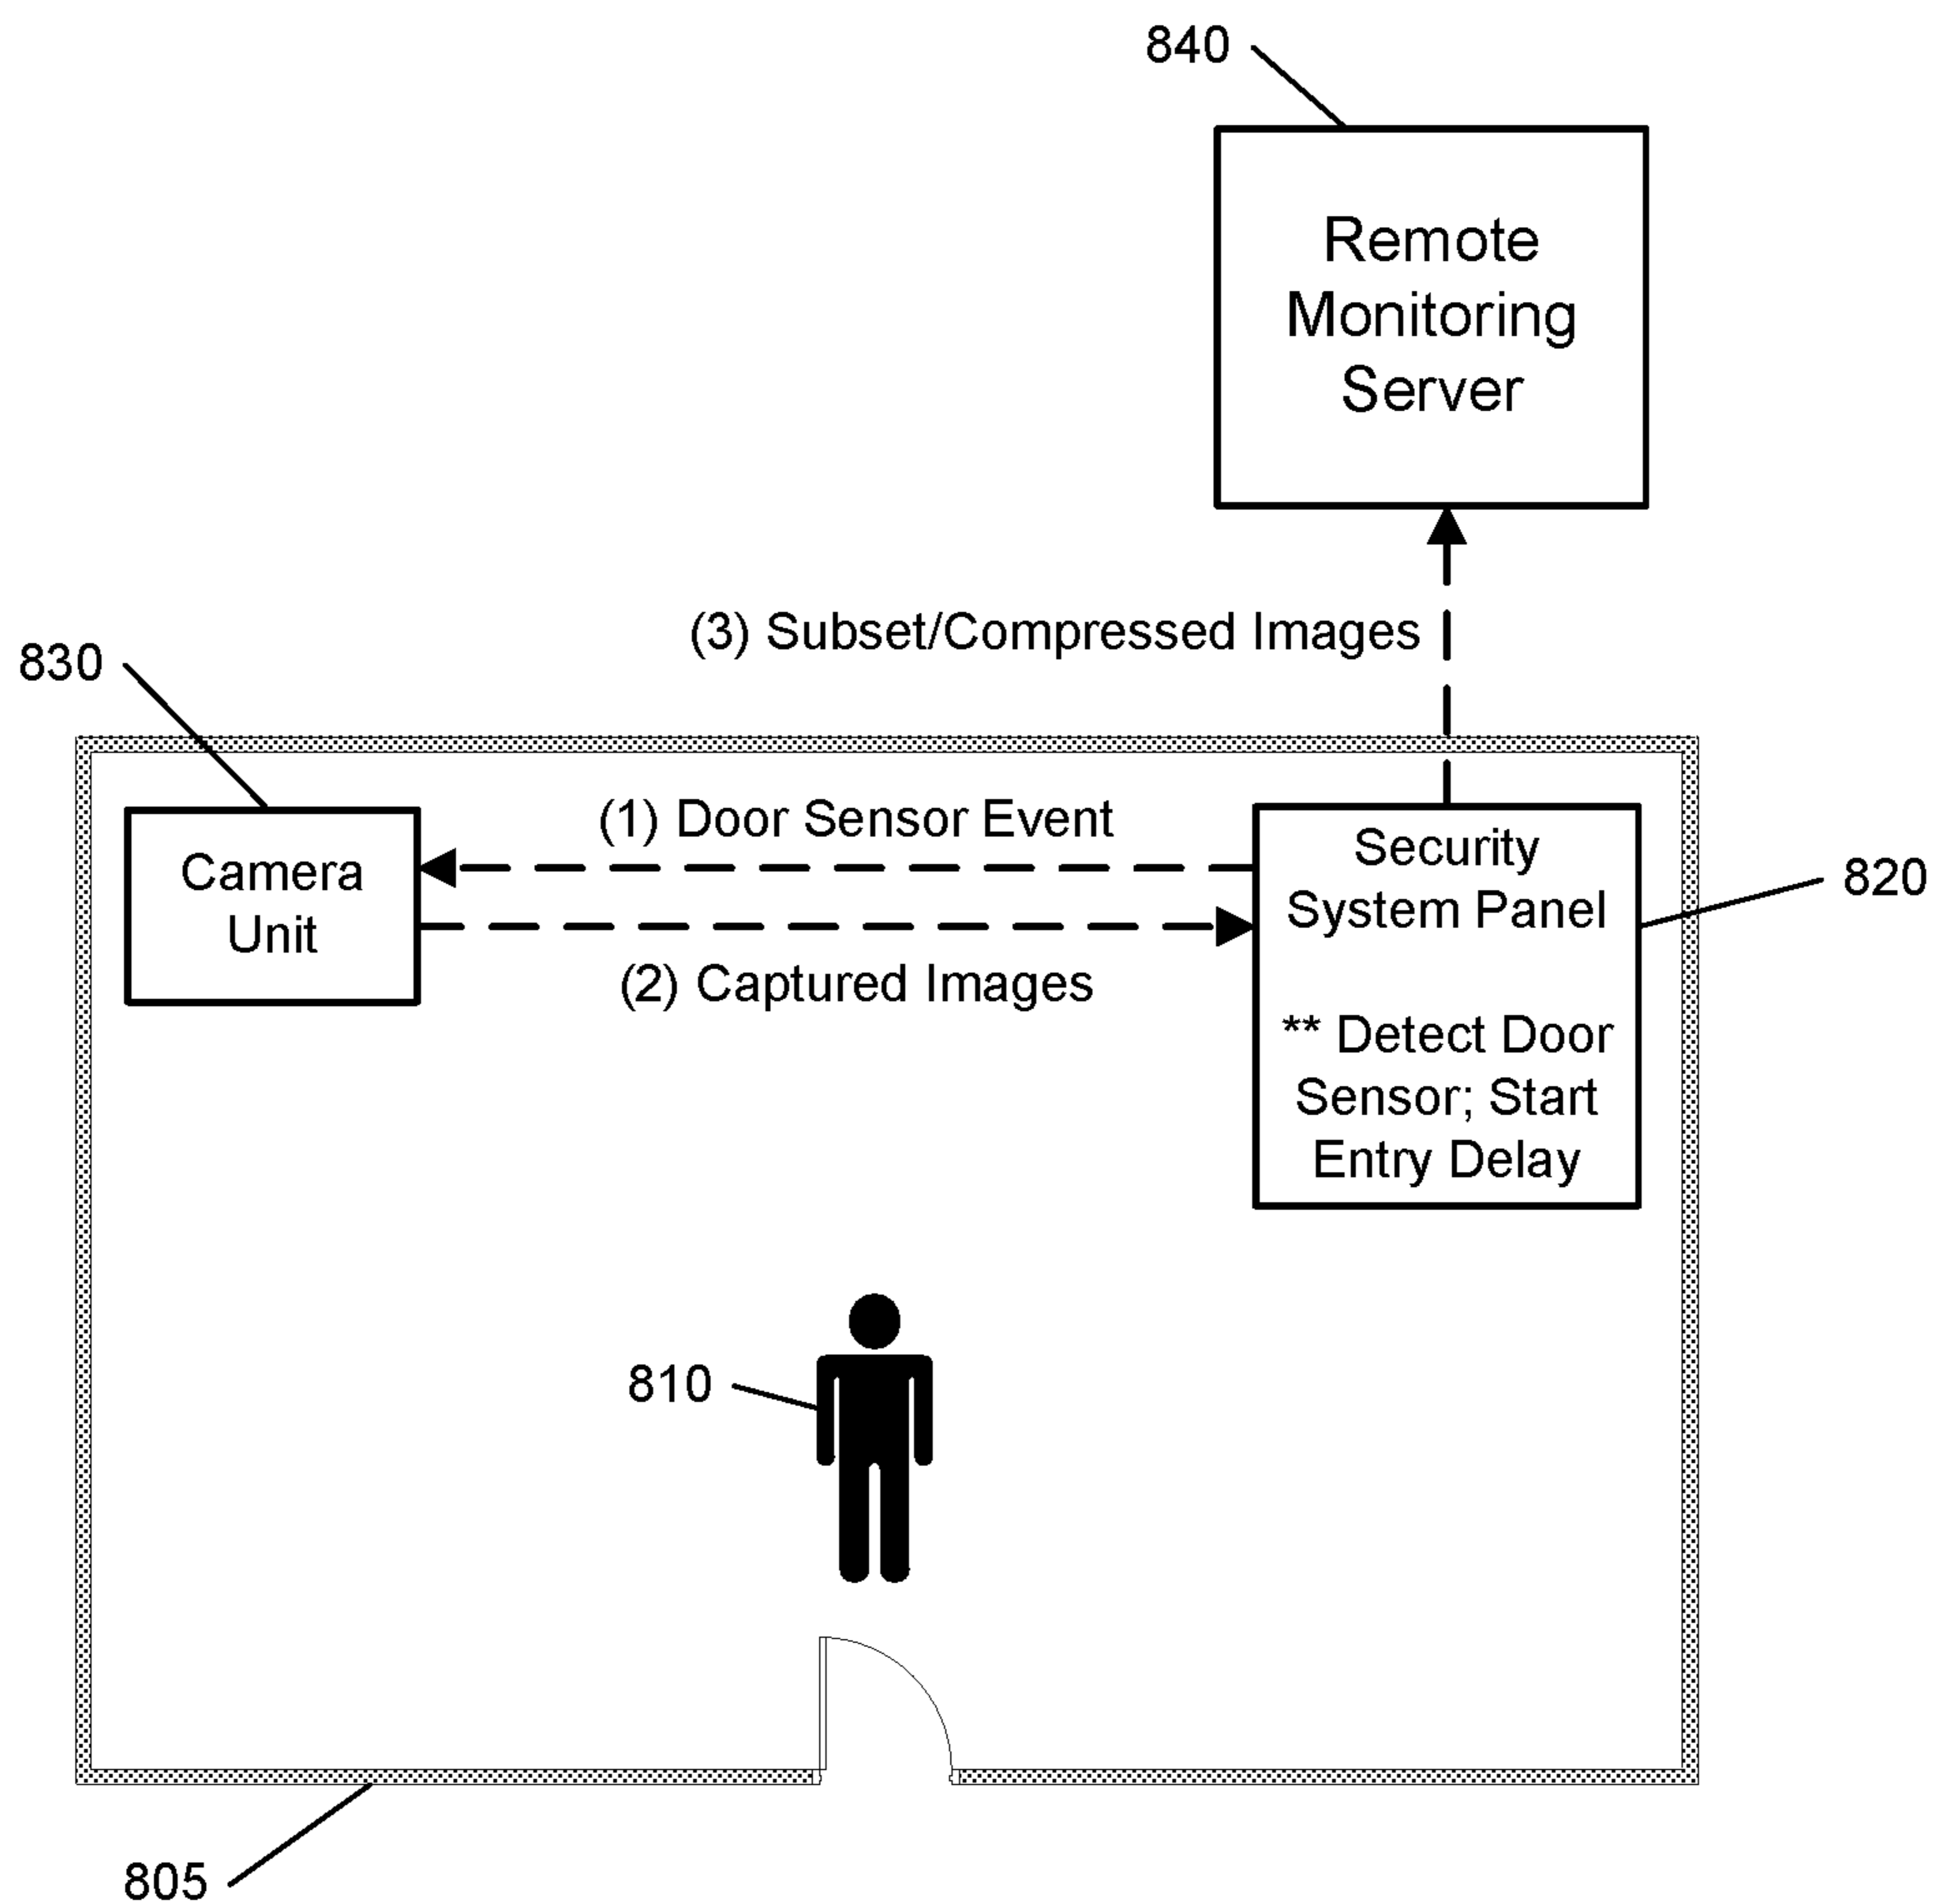 840
Remote
Monitoring
Server
(3) Subset/Compressed Images
830
(1) Door Sensor Event
Camera
Unit
(2) Captured Images
Security
System Panel
** Detect Door
Sensor; Start
Entry Delay
820
810
805